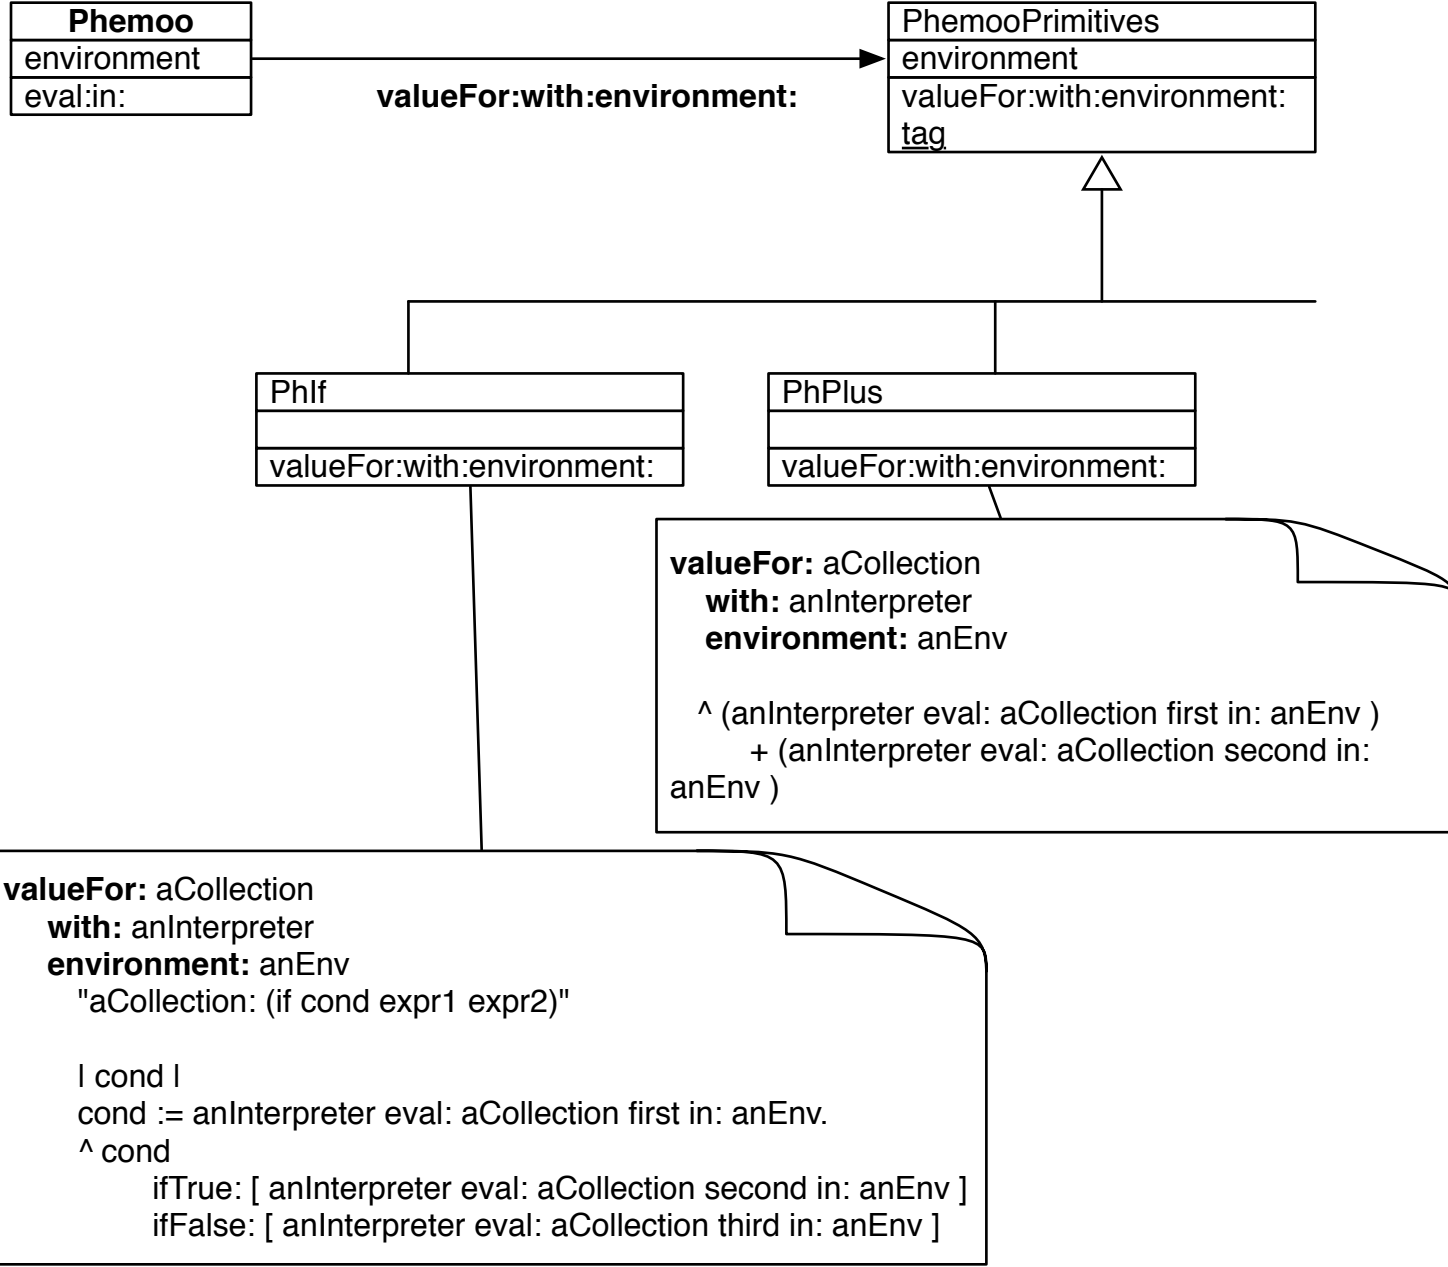 Phemoo
environment
eval:in:
valueFor:with:environment:
PhemooPrimitives
environment
valueFor:with:environment:
tag
PhIf
valueFor:with:environment:
PhPlus
valueFor:with:environment:
valueFor: aCollection
with: anInterpreter
environment: anEnv
^ (anInterpreter eval: aCollection first in: anEnv )
+ (anInterpreter eval: aCollection second in:
anEnv )
valueFor: aCollection
with: anInterpreter
environment: anEnv
"aCollection: (if cond expr1 expr2)"
| cond |
cond := anInterpreter eval: aCollection first in: anEnv.
^ cond
ifTrue: [ anInterpreter eval: aCollection second in: anEnv ]
ifFalse: [ anInterpreter eval: aCollection third in: anEnv ]